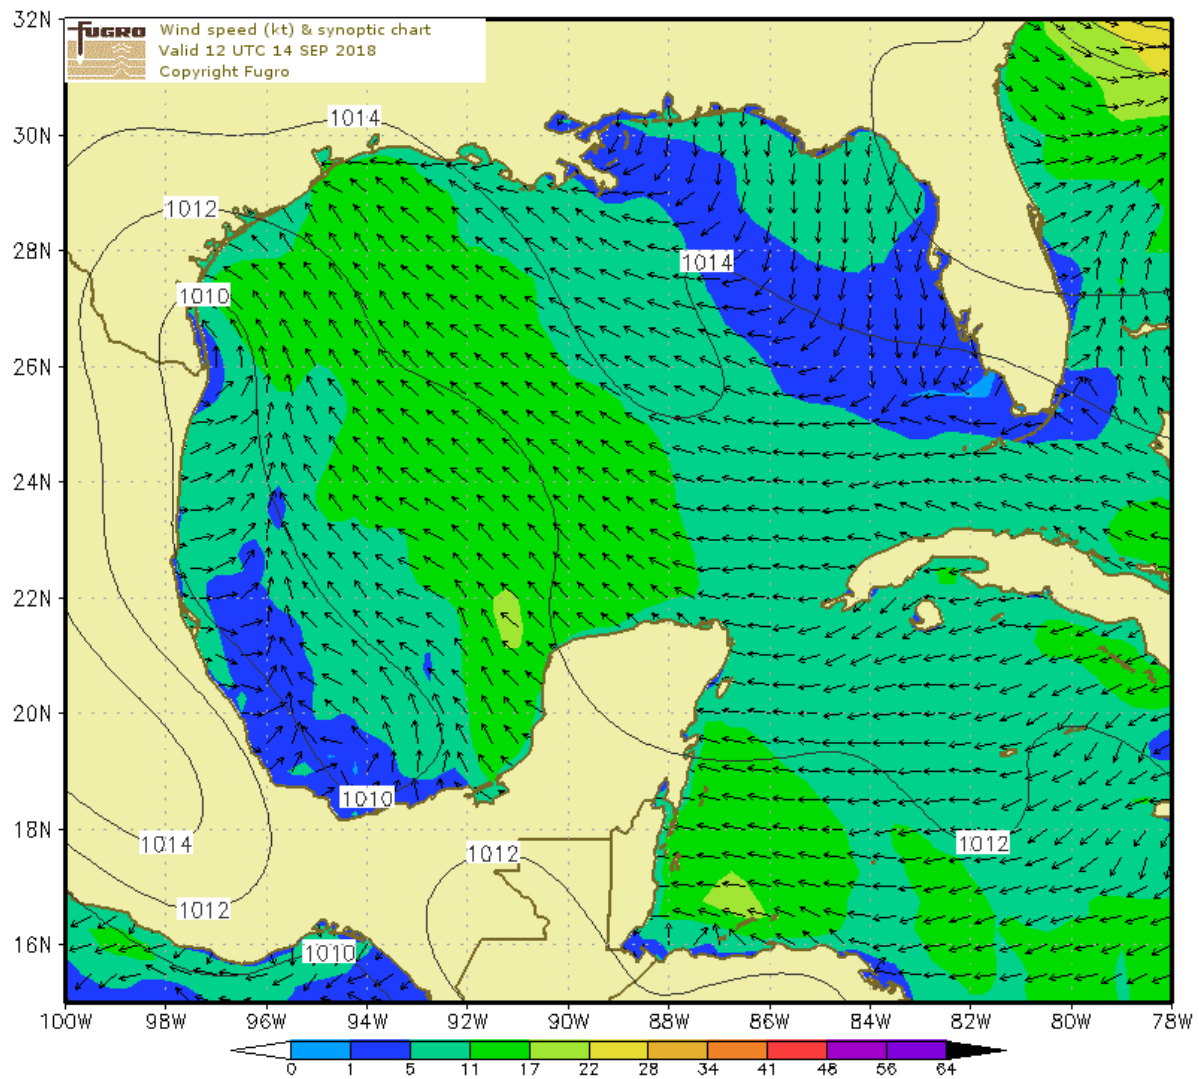 32N
FUGRO
Wind speed (kt) & synoptic chart
Valid 12 UTC 14 SEP 2018
Copyright Fugro
1014
30N
1012
28N
1014
1010
26N
24N
22N
20N
1010
18N
1014
1012
1012
1012
16N
1010
100W 98W 96W 94W 92W 90W 88W 86W 84W 82W 80W 78W
0 1 5 11 17 22 28 34 41 48 56 64